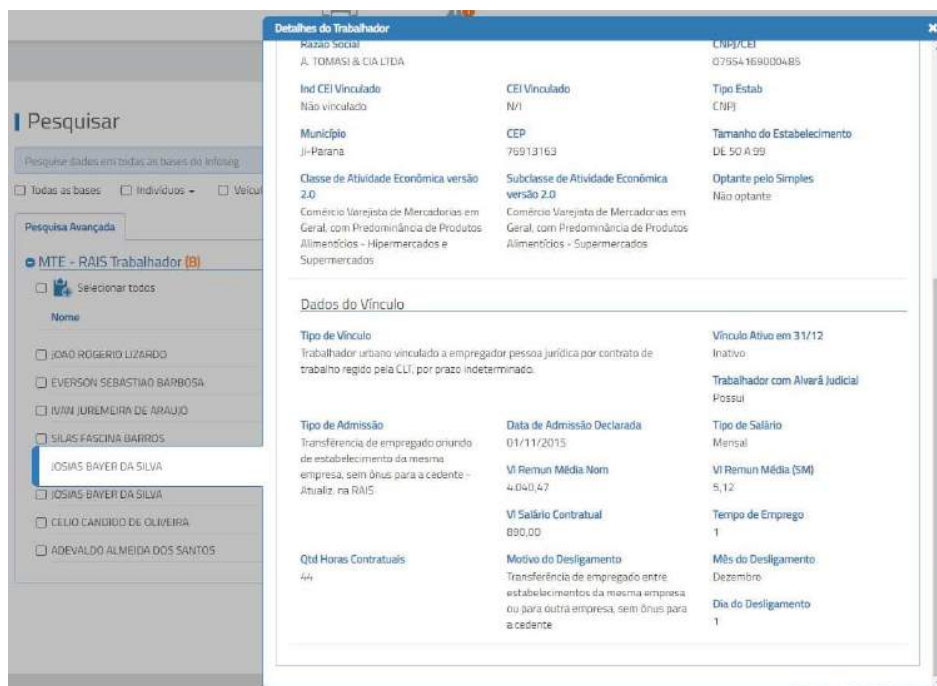 Detalhes do Trabalhador
Razão Social
CNPJ/CEI
A. TOMASI & CIA LTDA
07554169000485
Ind CEI Vinculado
CEI Vinculado
Tipo Estab
Não vinculado
N/I
CNPJ
Município
CEP
Tamanho do Estabelecimento
Ji-Parana
76913163
DE 50 A 99
Classe de Atividade Econômica versão
2.0
Subclasse de Atividade Econômica
versão 2.0
Optante pelo Simples
Não optante
Comércio Varejista de Mercadorias em
Geral, com Predominância de Produtos
Alimentícios - Hipermercados e
Supermercados
Comércio Varejista de Mercadorias em
Geral, com Predominância de Produtos
Alimentícios - Supermercados
Dados do Vínculo
Tipo de Vínculo
Trabalhador urbano vinculado a empregador pessoa jurídica por contrato de
trabalho regido pela CLT, por prazo indeterminado.
Vínculo Ativo em 31/12
Inativo
Trabalhador com Alvará Judicial
Possui
Tipo de Admissão
Transferência de empregado oriundo
de estabelecimento da mesma
empresa, sem ônus para a cedente -
Atualiz. na RAIS
Data de Admissão Declarada
01/11/2015
Tipo de Salário
Mensal
Vl Remun Média Nom
4.040,47
Vl Remun Média (SM)
5,12
Vl Salário Contratual
890,00
Tempo de Emprego
1
Qtd Horas Contratuais
44
Motivo do Desligamento
Transferência de empregado entre
estabelecimentos da mesma empresa
ou para outra empresa, sem ônus para
a cedente
Mês do Desligamento
Dezembro
Dia do Desligamento
1
Pesquisar
Pesquise dados em todas as bases do Infoseg
Todas as bases
Indivíduos
Veícul
Pesquisa Avançada
MTE - RAIS Trabalhador (8)
Selecionar todos
Nome
JOAO ROGERIO LIZARDO
EVERSON SEBASTIAO BARBOSA
IVAN JUREMEIRA DE ARAUJO
SILAS FASCINA BARROS
JOSIAS BAYER DA SILVA
JOSIAS BAYER DA SILVA
CELIO CANDIDO DE OLIVEIRA
ADEVALDO ALMEIDA DOS SANTOS